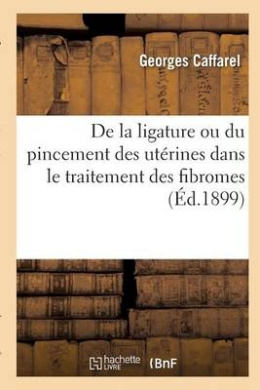 Georges Caffarel
De la ligature ou du
pincement des utérines dans
le traitement des fibromes
(Éd.1899)
hachette
LIVRE
(BnF